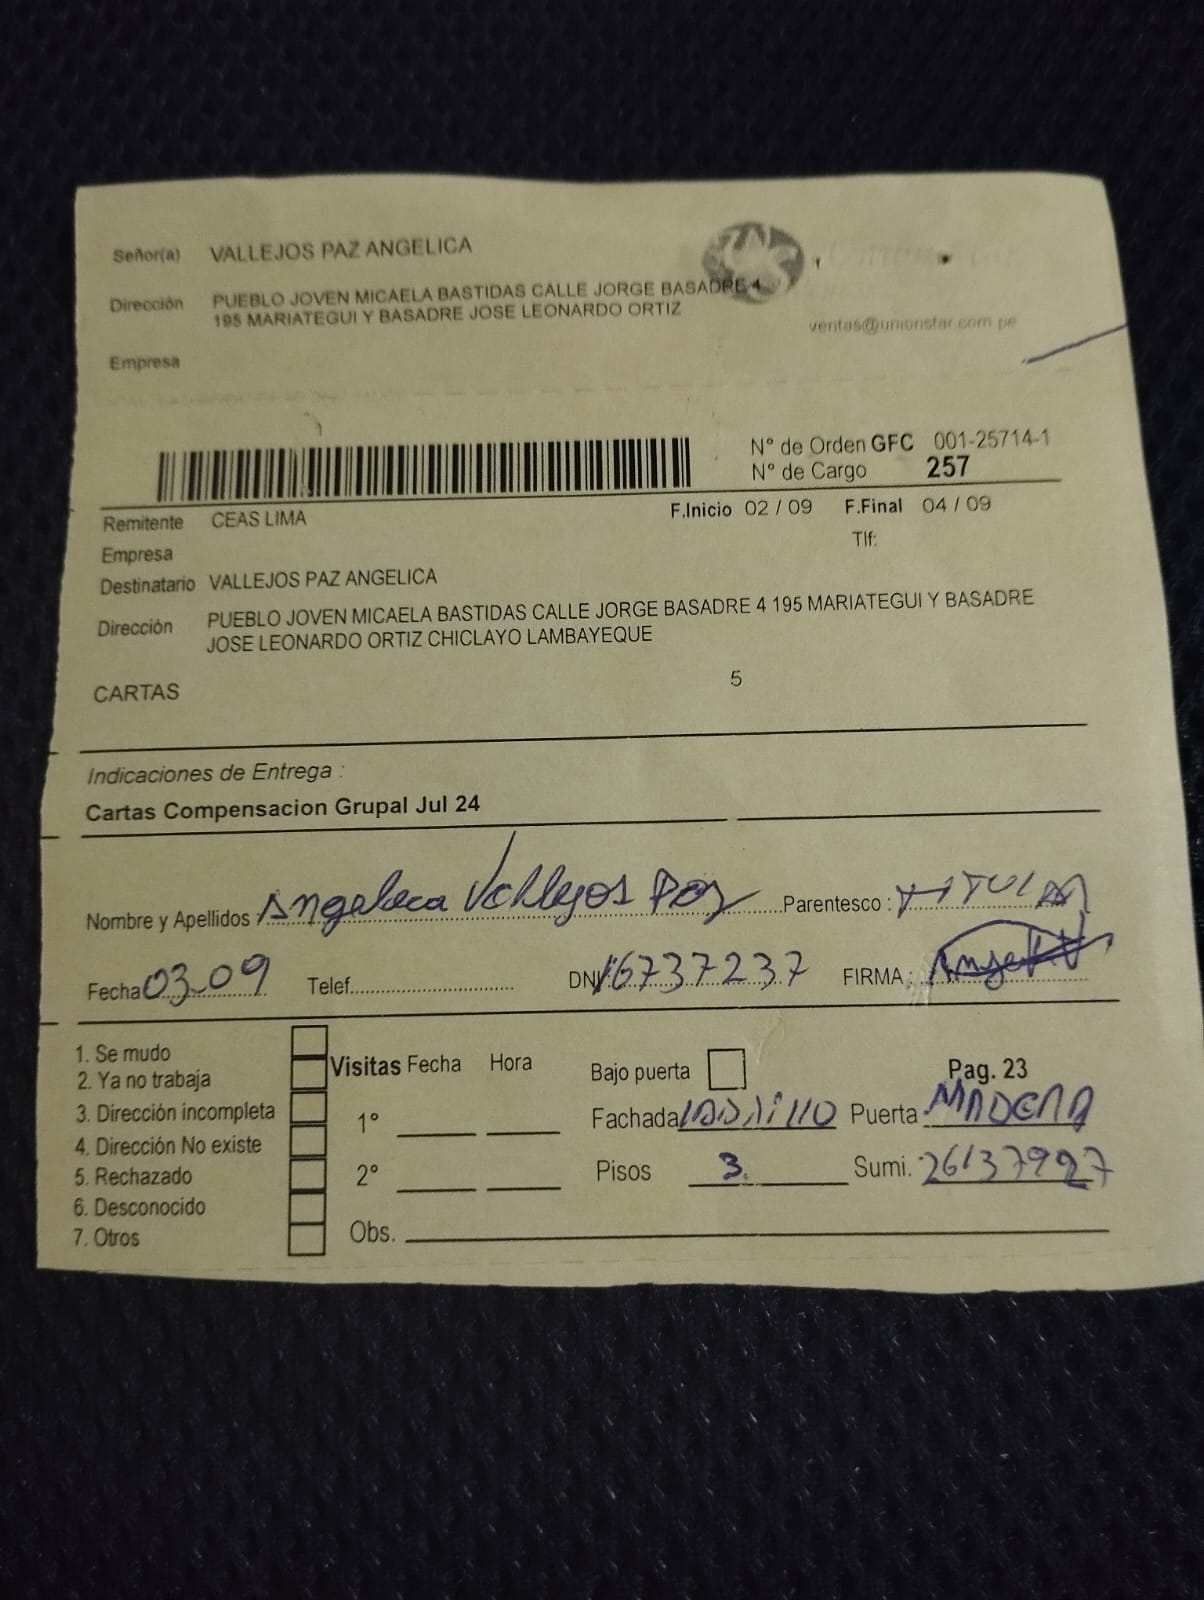 Señor(a) VALLEJOS PAZ ANGELICA
Dirección PUEBLO JOVEN MICAELA BASTIDAS CALLE JORGE BASADRE 4
195 MARIATEGUI Y BASADRE JOSE LEONARDO ORTIZ
ventas@unionstar.com.pe
Empresa
N° de Orden GFC 001-25714-1
N° de Cargo 257
Remitente CEAS LIMA F.Inicio 02 / 09 F.Final 04 / 09
Empresa Tlf:
Destinatario VALLEJOS PAZ ANGELICA
Dirección PUEBLO JOVEN MICAELA BASTIDAS CALLE JORGE BASADRE 4 195 MARIATEGUI Y BASADRE
JOSE LEONARDO ORTIZ CHICLAYO LAMBAYEQUE
CARTAS 5
Indicaciones de Entrega :
Cartas Compensacion Grupal Jul 24
Nombre y Apellidos Angeleca Vallejos Paz Parentesco : TITULAR
Fecha 03-09 Telef. DNI 16737237 FIRMA :
1. Se mudo
2. Ya no trabaja
3. Dirección incompleta
4. Dirección No existe
5. Rechazado
6. Desconocido
7. Otros
Visitas Fecha Hora
1°
2°
Obs.
Bajo puerta Pag. 23
Fachada LADRILLO Puerta MADERA
Pisos 3. Sumi. 26137927